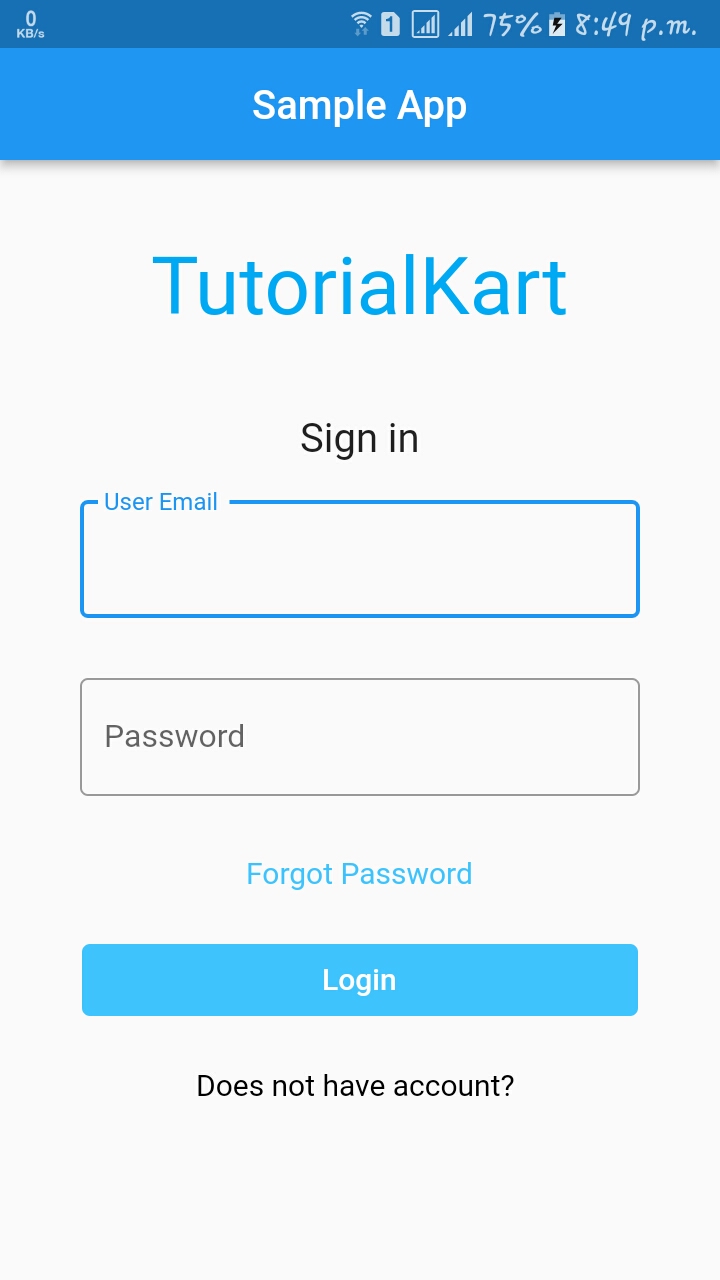 0
KB/s
1
75% 8:49 p.m.
Sample App
TutorialKart
Sign in
User Email
Password
Forgot Password
Login
Does not have account?